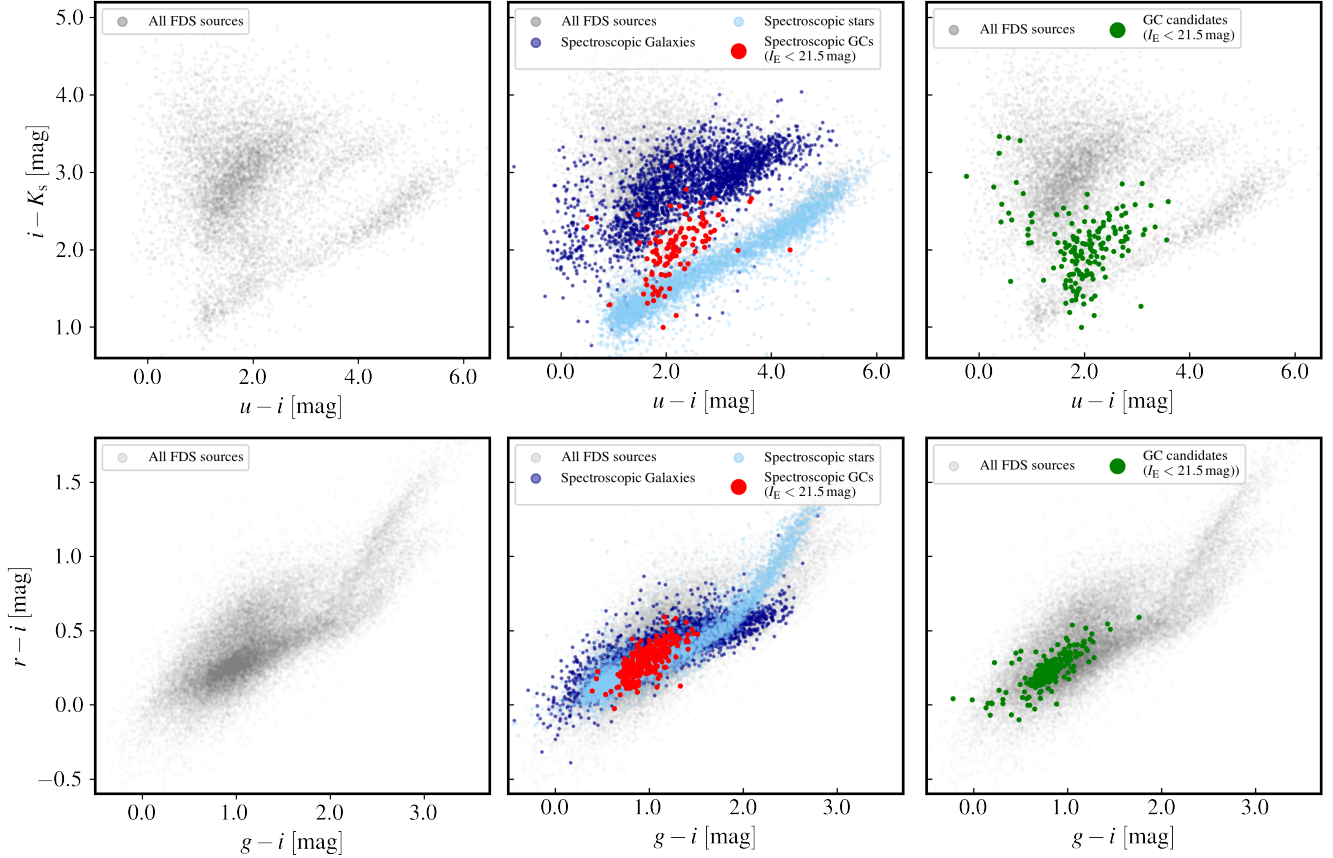 All FDS sources
5.0
4.0
3.0
2.0
1.0
i − Ks [mag]
0.0 2.0 4.0 6.0
u − i [mag]
All FDS sources
Spectroscopic Galaxies
Spectroscopic stars
Spectroscopic GCs
(IE < 21.5 mag)
0.0 2.0 4.0 6.0
u − i [mag]
All FDS sources
GC candidates
(IE < 21.5 mag)
0.0 2.0 4.0 6.0
u − i [mag]
All FDS sources
1.5
1.0
0.5
0.0
−0.5
r − i [mag]
0.0 1.0 2.0 3.0
g − i [mag]
All FDS sources
Spectroscopic Galaxies
Spectroscopic stars
Spectroscopic GCs
(IE < 21.5 mag)
0.0 1.0 2.0 3.0
g − i [mag]
All FDS sources
GC candidates
(IE < 21.5 mag))
0.0 1.0 2.0 3.0
g − i [mag]